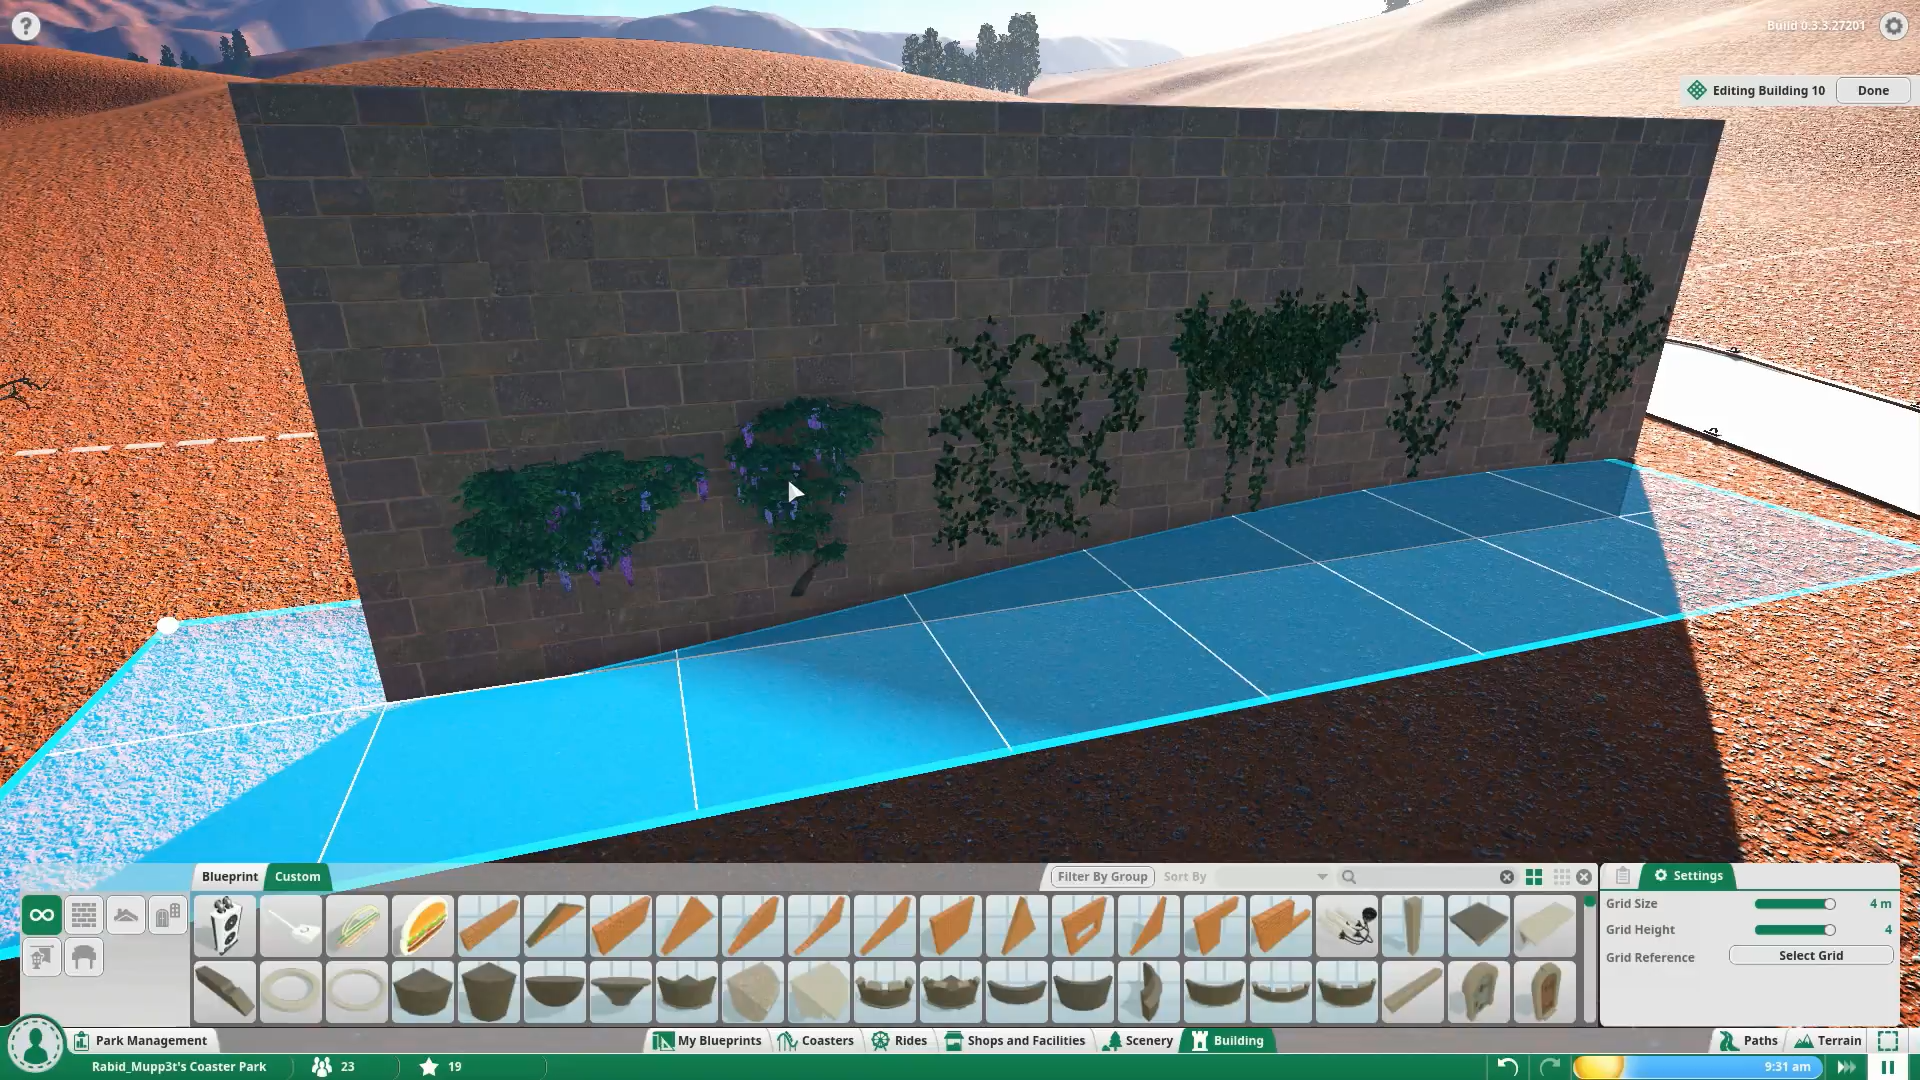 ?
Build 0.3.3.27201
Editing Building 10
Done
Blueprint
Custom
Filter By Group
Sort By
Settings
Grid Size
4 m
Grid Height
4
Grid Reference
Select Grid
Park Management
My Blueprints
Coasters
Rides
Shops and Facilities
Scenery
Building
Paths
Terrain
Rabid_Mupp3t's Coaster Park
23
19
9:31 am